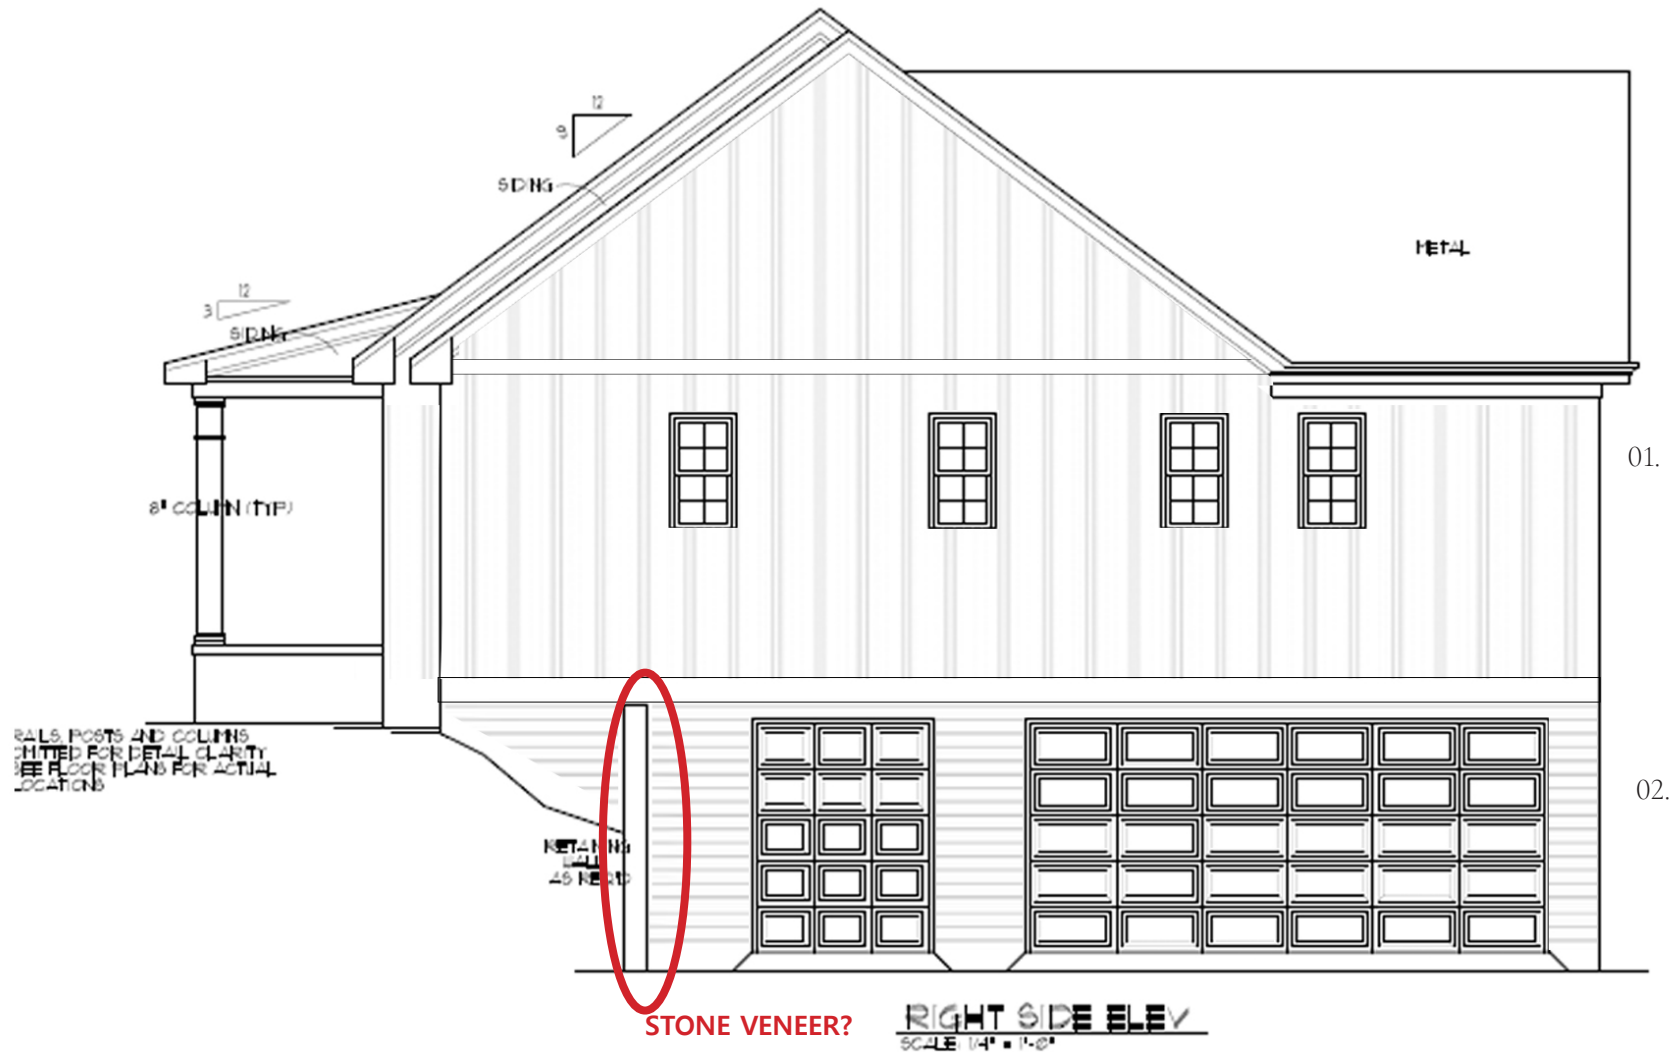 12
9
SIDING
METAL
12
3
SIDING
01.
8" COLUMN (TYP)
RAILS, POSTS AND COLUMNS
OMITTED FOR DETAIL CLARITY
SEE FLOOR PLANS FOR ACTUAL
LOCATIONS
02.
RETAINING
WALL
AS REQ'D
STONE VENEER?
RIGHT SIDE ELEV
SCALE: 1/4" = 1'-0"